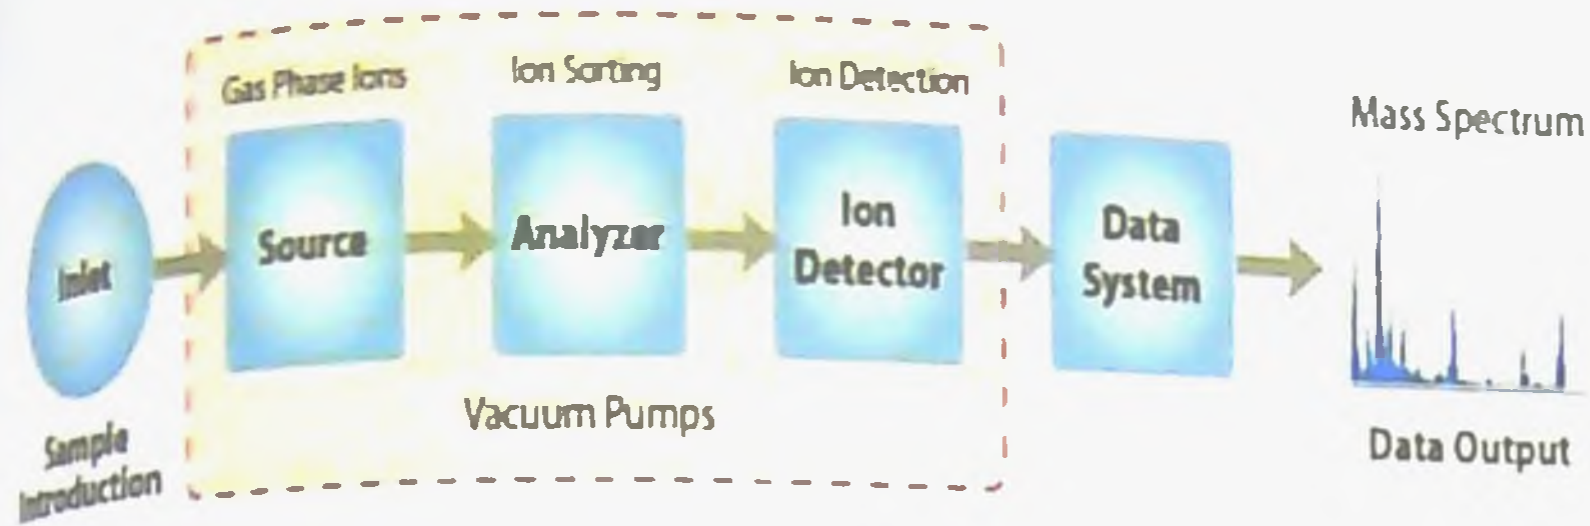 Gas Phase Ions
Ion Sorting
Ion Detection
Mass Spectrum
Inlet
Source
Analyzer
Ion
Detector
Data
System
Vacuum Pumps
Sample
Introduction
Data Output